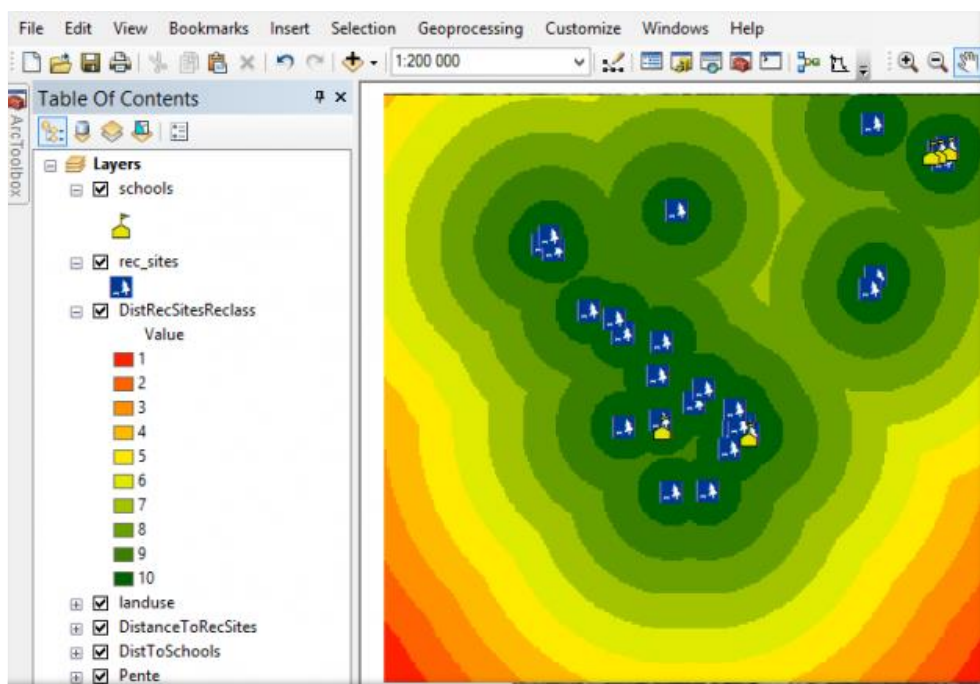 File Edit View Bookmarks Insert Selection Geoprocessing Customize Windows Help
1:200 000
Table Of Contents
ArcToolbox
Layers
schools
rec_sites
DistRecSitesReclass
Value
1
2
3
4
5
6
7
8
9
10
landuse
DistanceToRecSites
DistToSchools
Pente